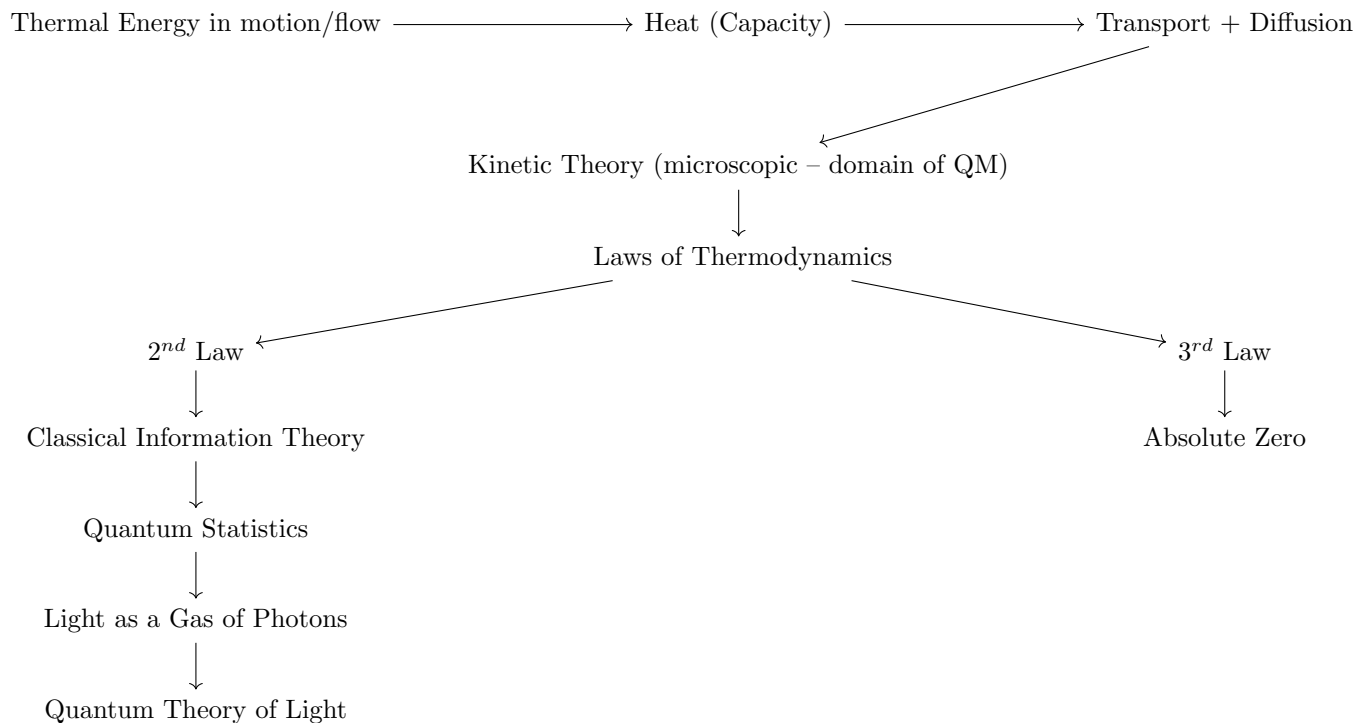 Thermal Energy in motion/flow Heat (Capacity) Transport + Diffusion
Kinetic Theory (microscopic – domain of QM)
Laws of Thermodynamics
2nd Law 3rd Law
Classical Information Theory Absolute Zero
Quantum Statistics
Light as a Gas of Photons
Quantum Theory of Light